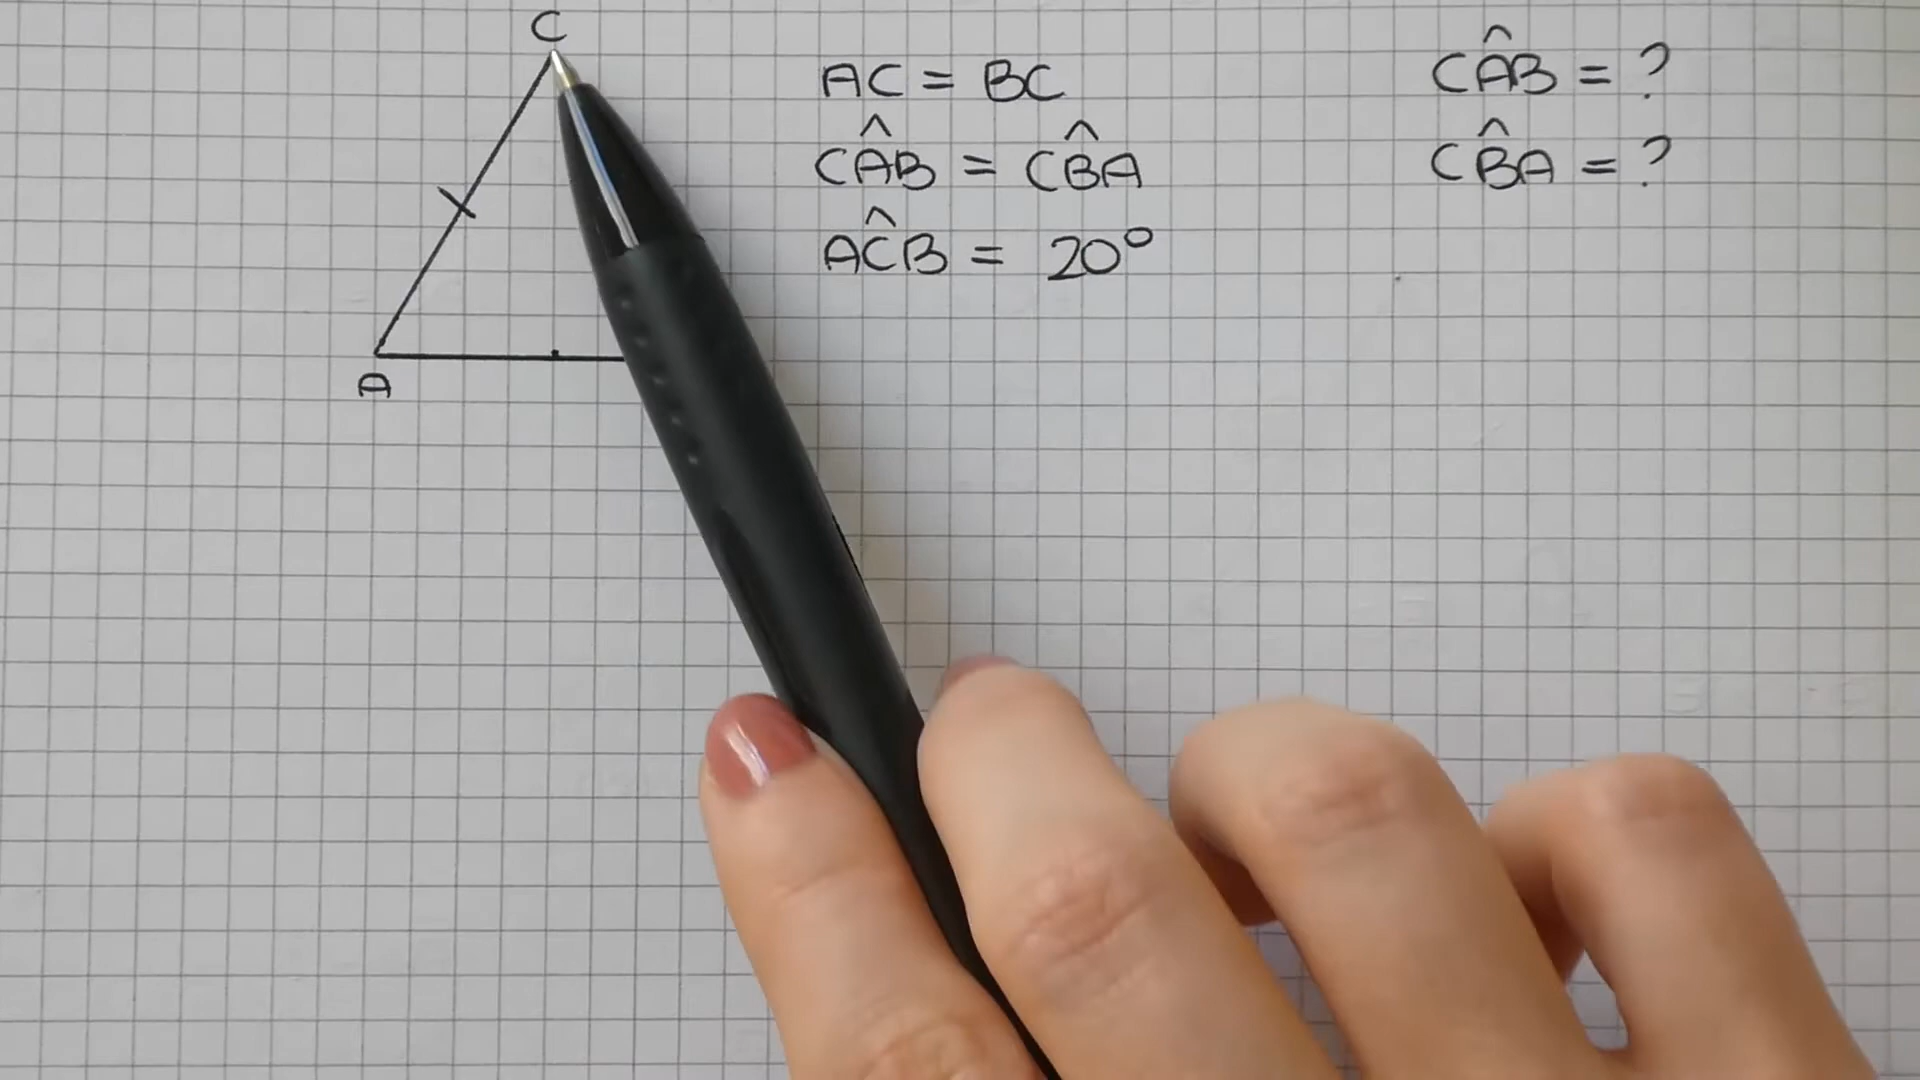 C
A
AC = BC
CÂB = CB̂A
AĈB = 20°
CÂB = ?
CB̂A = ?